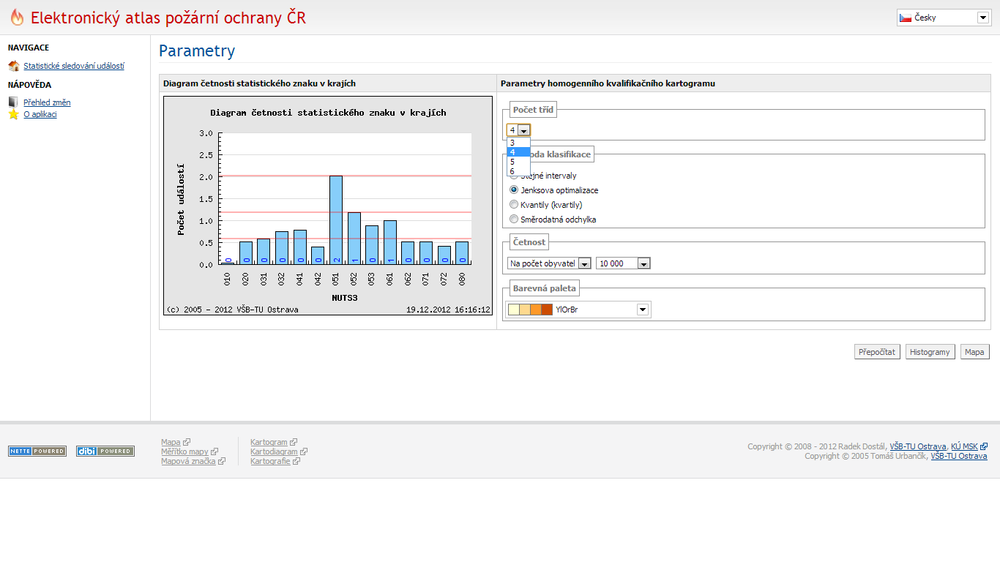 Elektronický atlas požární ochrany ČR
Česky
NAVIGACE
Statistické sledování událostí
NÁPOVĚDA
Přehled změn
O aplikaci
Parametry
Diagram četnosti statistického znaku v krajích
Diagram četnosti statistického znaku v krajích
Počet událostí
3.0
2.5
2.0
1.5
1.0
0.5
0.0
0 0 0 0 0 0 2 1 0 1 0 0 0 0
010 020 031 032 041 042 051 052 053 061 062 071 072 080
NUTS3
(c) 2005 - 2012 VŠB-TU Ostrava 19.12.2012 16:16:12
Parametry homogenního kvalifikačního kartogramu
Počet tříd
4
3
4
5
6
oda klasifikace
Stejné intervaly
Jenksova optimalizace
Kvantily (kvartily)
Směrodatná odchylka
Četnost
Na počet obyvatel 10 000
Barevná paleta
YlOrBr
Přepočítat Histogramy Mapa
NETTE POWERED
dibi POWERED
Mapa
Měřítko mapy
Mapová značka
Kartogram
Kartodiagram
Kartografie
Copyright © 2008 - 2012 Radek Dostál, VŠB-TU Ostrava, KÚ MSK
Copyright © 2005 Tomáš Urbančík, VŠB-TU Ostrava